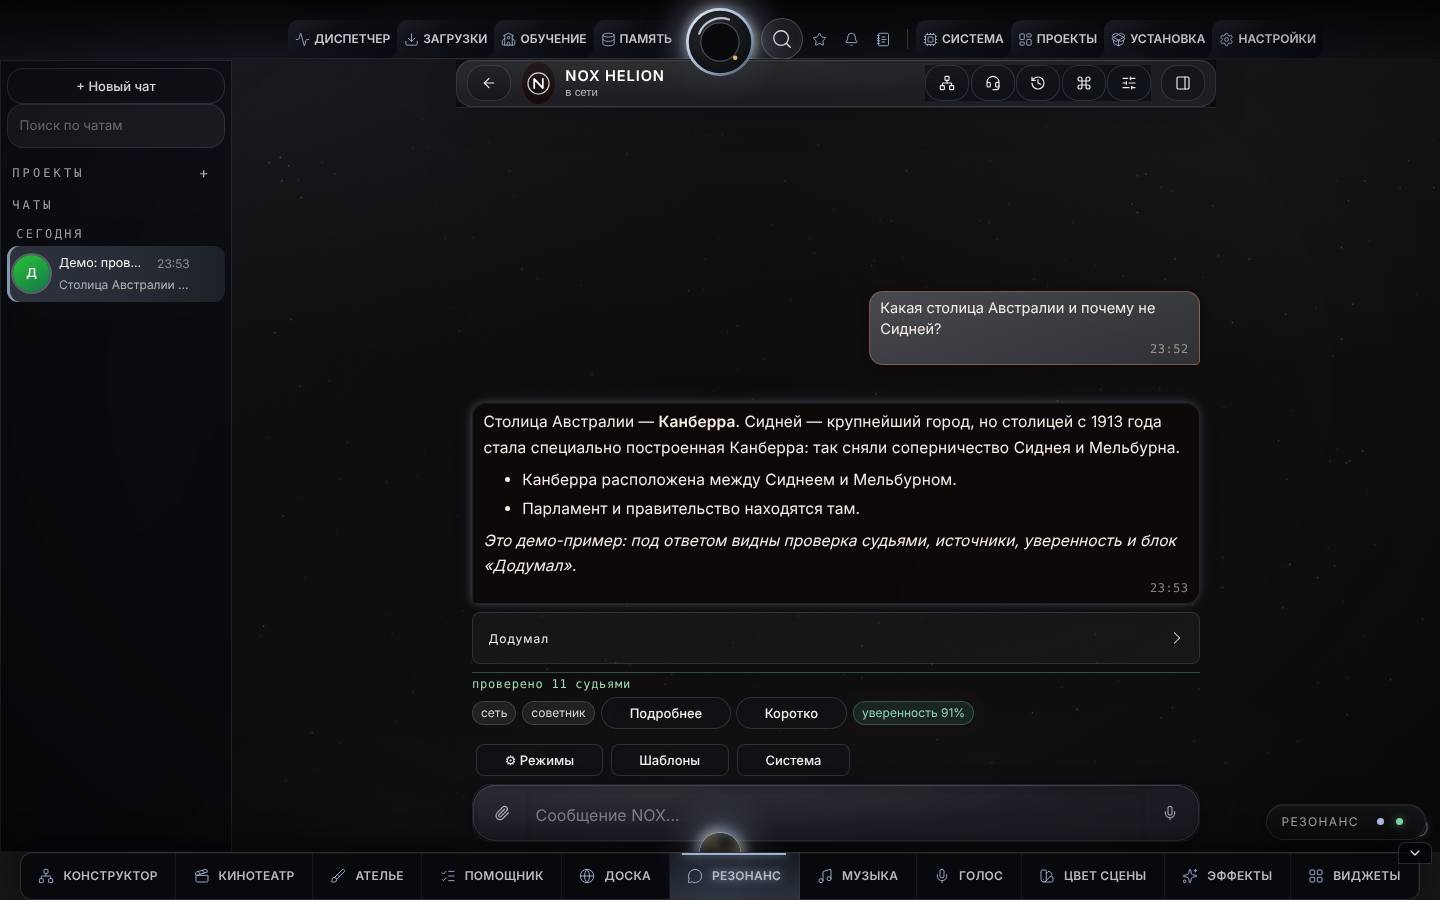 ДИСПЕТЧЕР ЗАГРУЗКИ ОБУЧЕНИЕ ПАМЯТЬ СИСТЕМА ПРОЕКТЫ УСТАНОВКА НАСТРОЙКИ
+ Новый чат
Поиск по чатам
ПРОЕКТЫ +
ЧАТЫ
СЕГОДНЯ
Д
Демо: пров... 23:53
Столица Австралии ...
N
NOX HELION
в сети
Какая столица Австралии и почему не
Сидней?
23:52
Столица Австралии — Канберра. Сидней — крупнейший город, но столицей с 1913 года
стала специально построенная Канберра: так сняли соперничество Сиднея и Мельбурна.
• Канберра расположена между Сиднеем и Мельбурном.
• Парламент и правительство находятся там.
Это демо-пример: под ответом видны проверка судьями, источники, уверенность и блок
«Додумал».
23:53
Додумал
проверено 11 судьями
сеть советник Подробнее Коротко уверенность 91%
⚙ Режимы Шаблоны Система
Сообщение NOX...
РЕЗОНАНС
КОНСТРУКТОР КИНОТЕАТР АТЕЛЬЕ ПОМОЩНИК ДОСКА РЕЗОНАНС МУЗЫКА ГОЛОС ЦВЕТ СЦЕНЫ ЭФФЕКТЫ ВИДЖЕТЫ